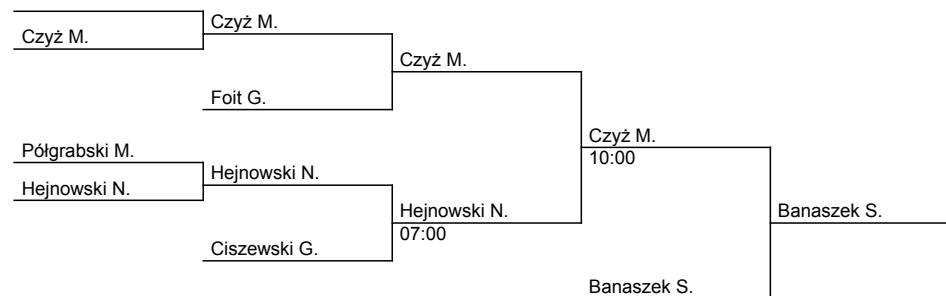 Czyż M.
Czyż M.
Czyż M.
Foit G.
Czyż M.
10:00
Półgrabski M.
Hejnowski N.
Hejnowski N.
Hejnowski N.
07:00
Banaszek S.
Ciszewski G.
Banaszek S.